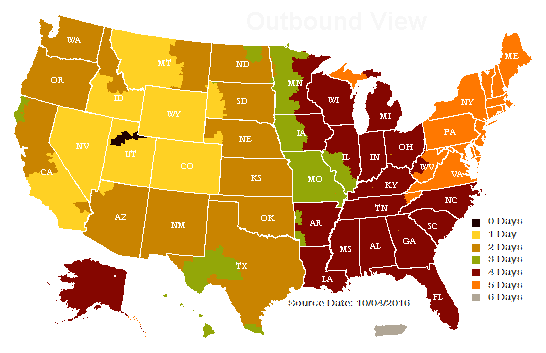 Outbound View
WA
MT
ND
MN
ME
OR
ID
WY
SD
WI
MI
NY
NV
UT
CO
NE
IA
IL
IN
OH
PA
CA
KS
MO
KY
WV
VA
AZ
NM
OK
AR
TN
NC
TX
LA
MS
AL
GA
SC
FL
0 Days
1 Day
2 Days
3 Days
4 Days
5 Days
6 Days
Source Date: 10/08/2016